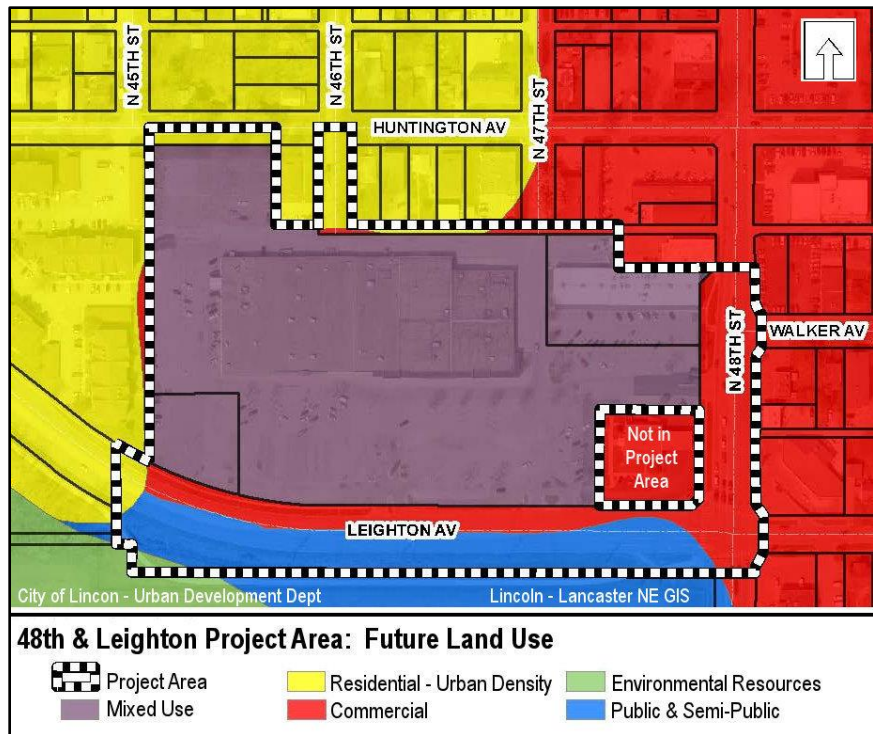 N 45TH ST
N 46TH ST
HUNTINGTON AV
N 47TH ST
N 48TH ST
WALKER AV
Not in
Project
Area
LEIGHTON AV
City of Lincon - Urban Development Dept
Lincoln - Lancaster NE GIS
48th & Leighton Project Area: Future Land Use
Project Area
Residential - Urban Density
Environmental Resources
Mixed Use
Commercial
Public & Semi-Public